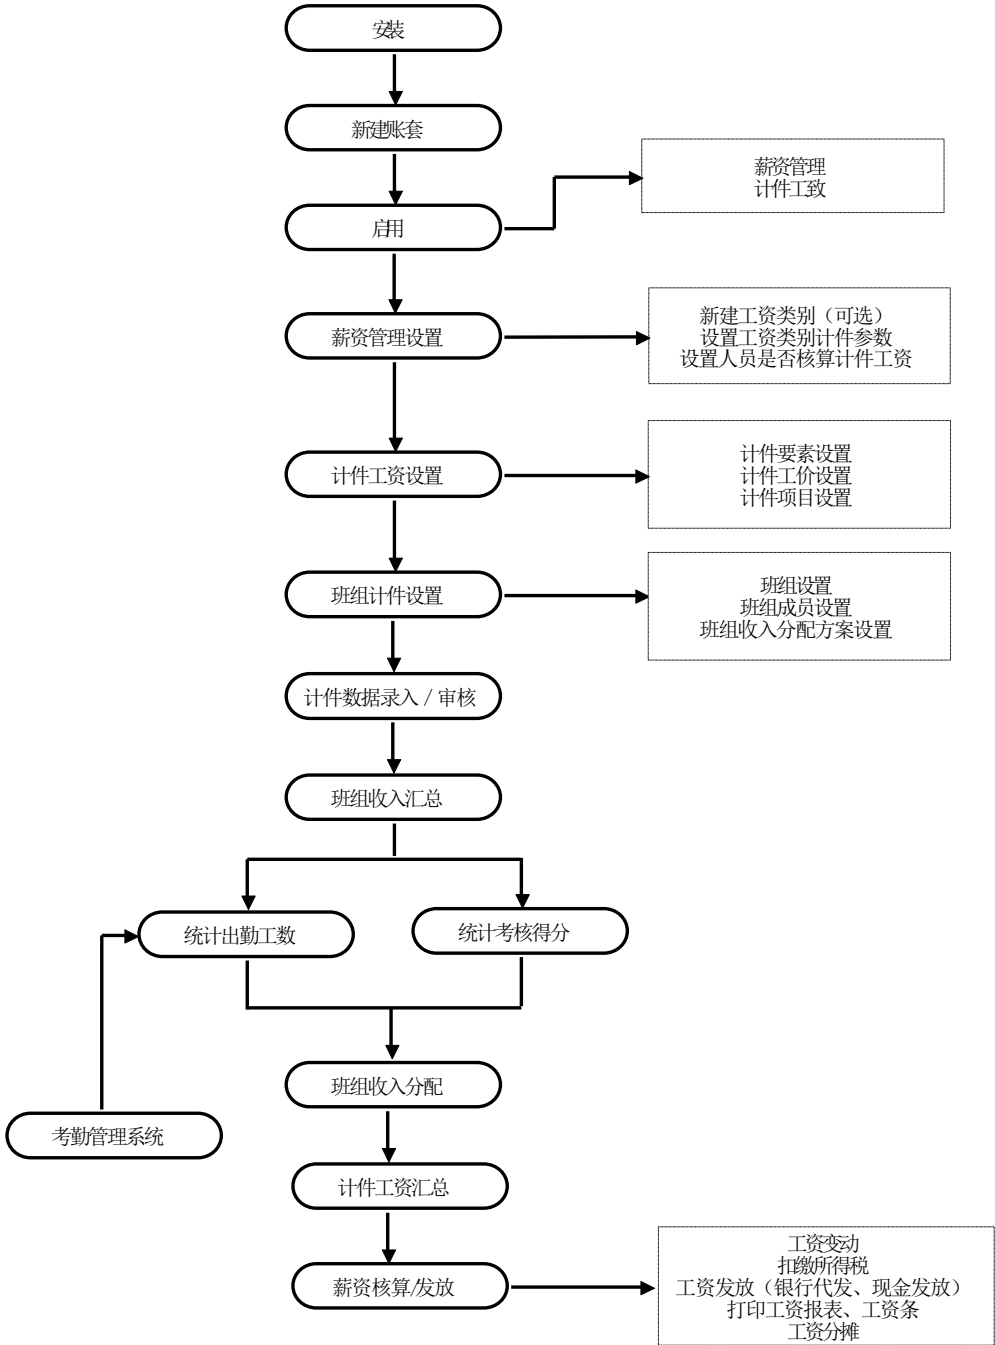 安装
新建账套
薪资管理
计件工致
启用
新建工资类别（可选）
薪资管理设置
设置工资类别计件参数
设置人员是否核算计件工资
计件要素设置
计件工资设置
计件工价设置
计件项目设置
班组设置
班组计件设置
班组成员设置
班组收入分配方案设置
计件数据录入 / 审核
班组收入汇总
统计出勤工数
统计考核得分
班组收入分配
考勤管理系统
计件工资汇总
工资变动
扣缴所得税
薪资核算/发放
工资发放（银行代发、现金发放）
打印工资报表、工资条
工资分摊